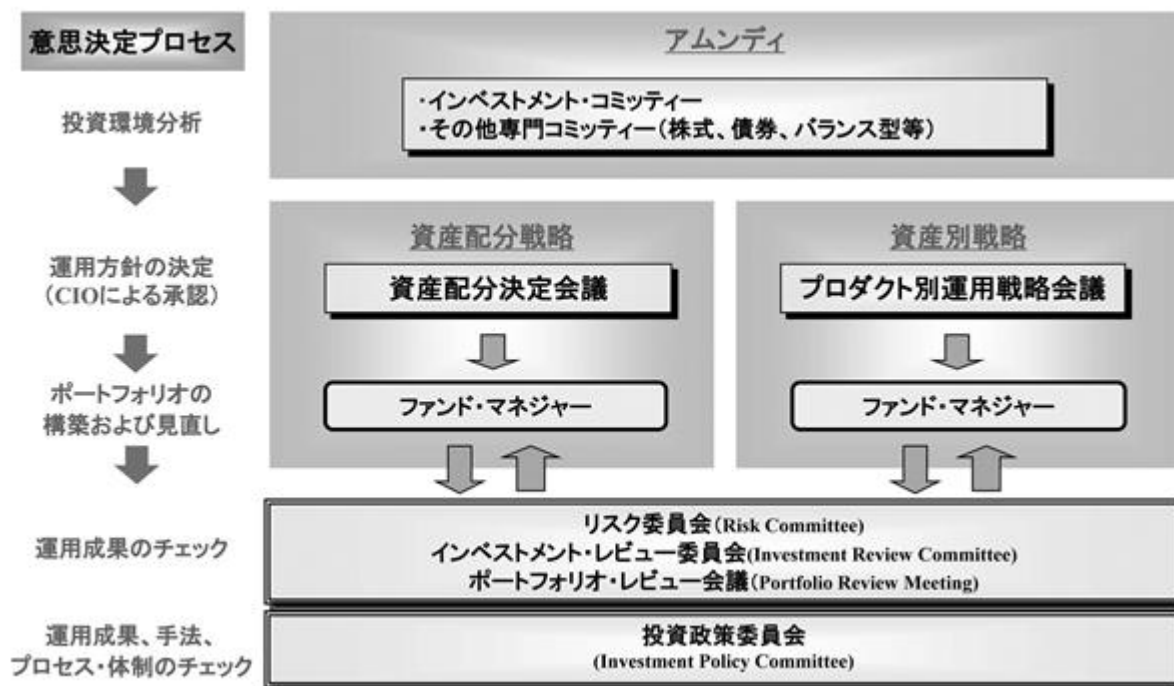 意思決定プロセス
アムンディ
投資環境分析
・インベストメント・コミッティー
・その他専門コミッティー（株式、債券、バランス型等）
運用方針の決定
（CIOによる承認）
資産配分戦略
資産配分決定会議
資産別戦略
プロダクト別運用戦略会議
ポートフォリオの
構築および見直し
ファンド・マネジャー
ファンド・マネジャー
運用成果のチェック
リスク委員会（Risk Committee）
インベストメント・レビュー委員会(Investment Review Committee)
ポートフォリオ・レビュー会議（Portfolio Review Meeting)
運用成果、手法、
プロセス・体制のチェック
投資政策委員会
(Investment Policy Committee)